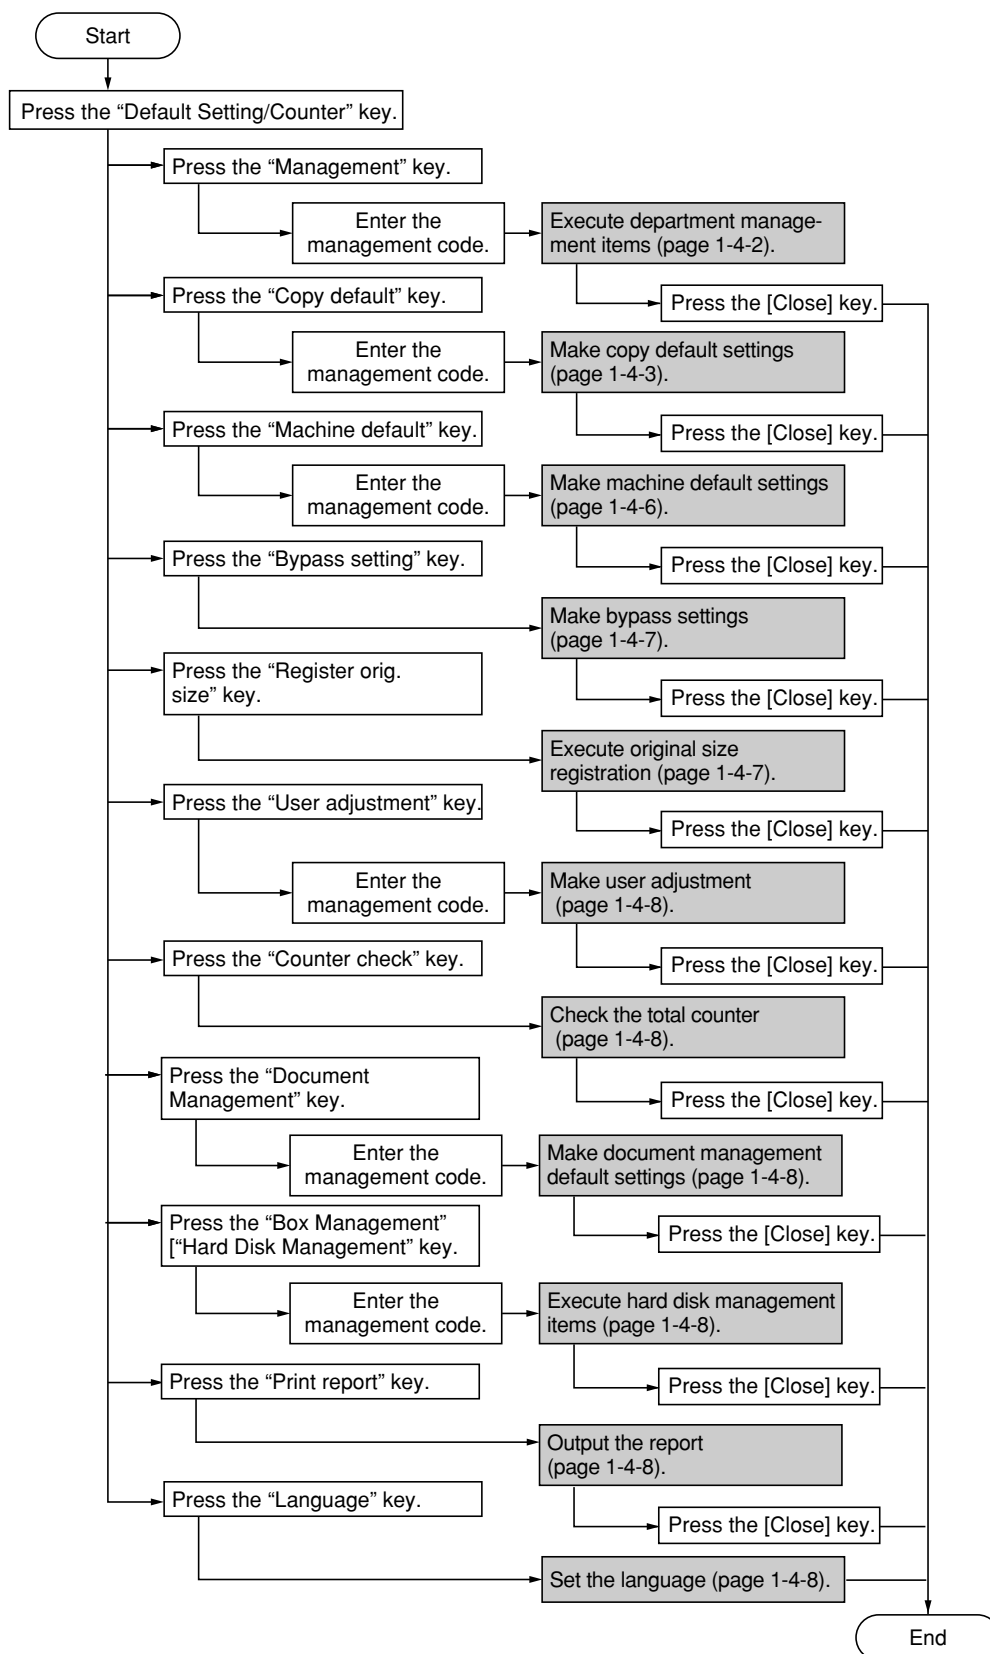 Start
Press the “Default Setting/Counter” key.
Press the “Management” key.
Enter the
management code.
Execute department manage-
ment items (page 1-4-2).
Press the [Close] key.
Press the “Copy default” key.
Enter the
management code.
Make copy default settings
(page 1-4-3).
Press the [Close] key.
Press the “Machine default” key.
Enter the
management code.
Make machine default settings
(page 1-4-6).
Press the [Close] key.
Press the “Bypass setting” key.
Make bypass settings
(page 1-4-7).
Press the [Close] key.
Press the “Register orig.
size” key.
Execute original size
registration (page 1-4-7).
Press the [Close] key.
Press the “User adjustment” key.
Enter the
management code.
Make user adjustment
(page 1-4-8).
Press the [Close] key.
Press the “Counter check” key.
Check the total counter
(page 1-4-8).
Press the [Close] key.
Press the “Document
Management” key.
Enter the
management code.
Make document management
default settings (page 1-4-8).
Press the [Close] key.
Press the “Box Management”
[“Hard Disk Management” key.
Enter the
management code.
Execute hard disk management
items (page 1-4-8).
Press the [Close] key.
Press the “Print report” key.
Output the report
(page 1-4-8).
Press the [Close] key.
Press the “Language” key.
Set the language (page 1-4-8).
End